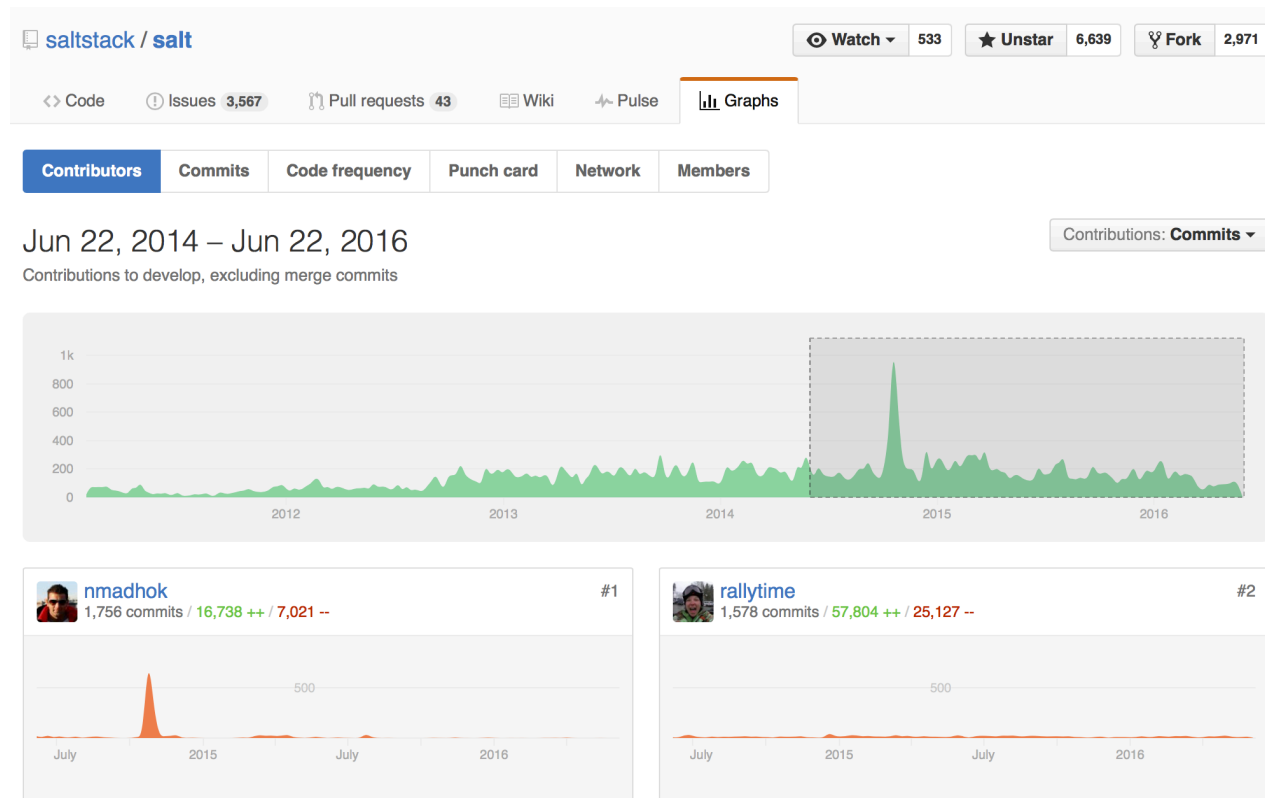 saltstack / salt
Watch 533 Unstar 6,639 Fork 2,971
Code Issues 3,567 Pull requests 43 Wiki Pulse Graphs
Contributors Commits Code frequency Punch card Network Members
Jun 22, 2014 – Jun 22, 2016
Contributions: Commits
Contributions to develop, excluding merge commits
1k
800
600
400
200
0
2012 2013 2014 2015 2016
nmadhok #1
1,756 commits / 16,738 ++ / 7,021 --
500
July 2015 July 2016
rallytime #2
1,578 commits / 57,804 ++ / 25,127 --
500
July 2015 July 2016